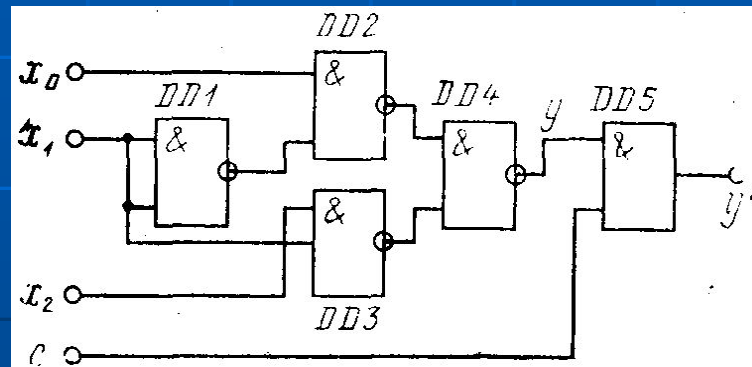 DD2
x₀
&
DD1
DD4
x₁
&
y
DD5
&
&
&
x₂
DD3
y'
C